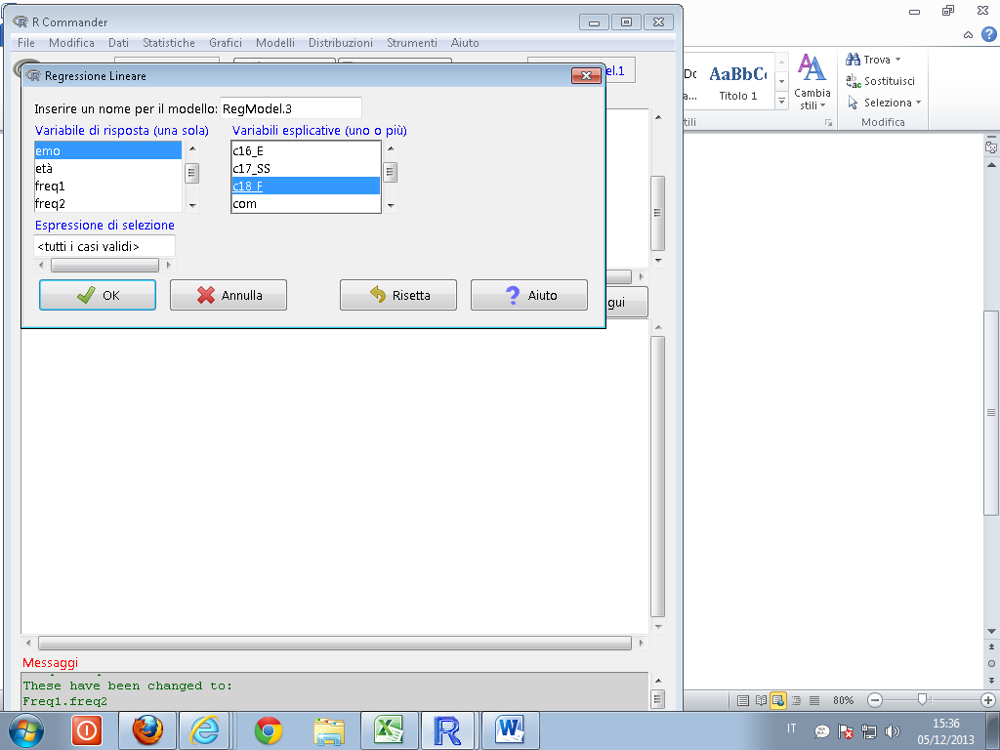 R Commander
File Modifica Dati Statistiche Grafici Modelli Distribuzioni Strumenti Aiuto
Regressione Lineare
Inserire un nome per il modello: RegModel.3
Variabile di risposta (una sola) Variabili esplicative (uno o più)
emo
età
freq1
freq2
c16_E
c17_SS
c18_F
com
Espressione di selezione
<tutti i casi validi>
OK Annulla Risetta Aiuto
el.1
gui
Messaggi
These have been changed to:
Freq1.freq2
AaBbC
Titolo 1
Cambia
stili
tili
Trova
Sostituisci
Seleziona
Modifica
80%
IT
15:36
05/12/2013